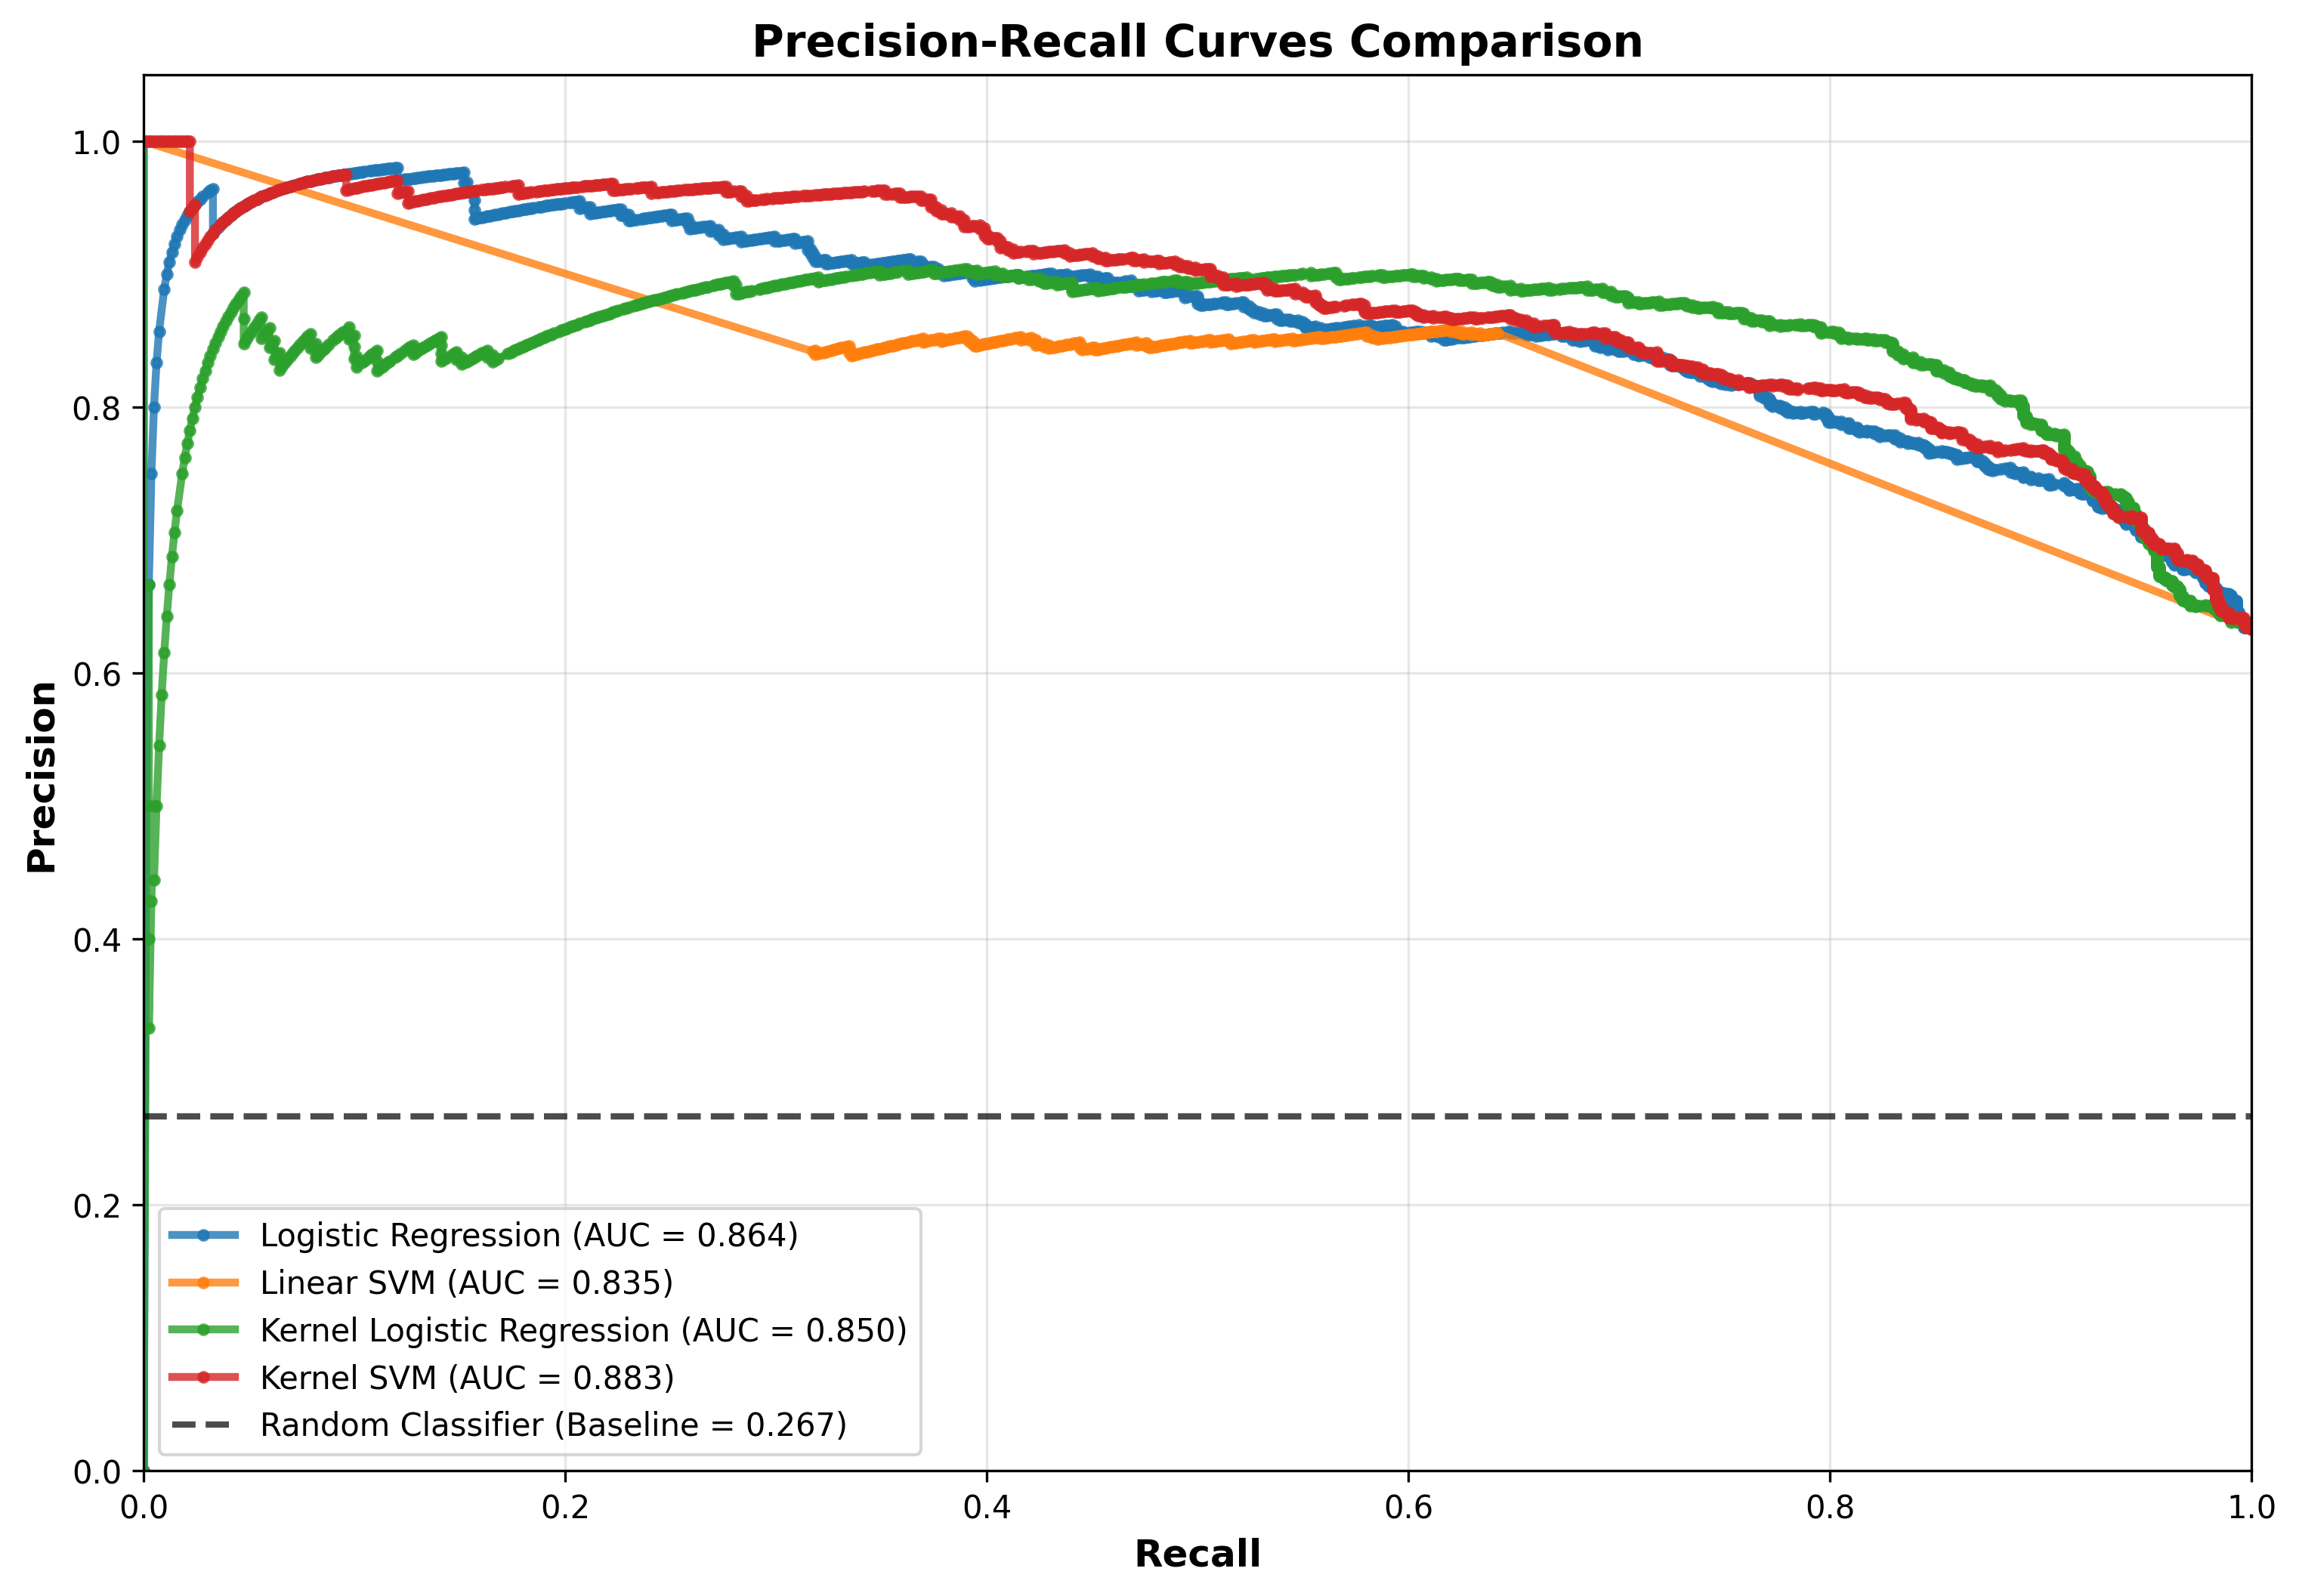 Precision-Recall Curves Comparison
Precision
1.0
0.8
0.6
0.4
0.2
0.0
Logistic Regression (AUC = 0.864)
Linear SVM (AUC = 0.835)
Kernel Logistic Regression (AUC = 0.850)
Kernel SVM (AUC = 0.883)
Random Classifier (Baseline = 0.267)
0.0 0.2 0.4 0.6 0.8 1.0
Recall